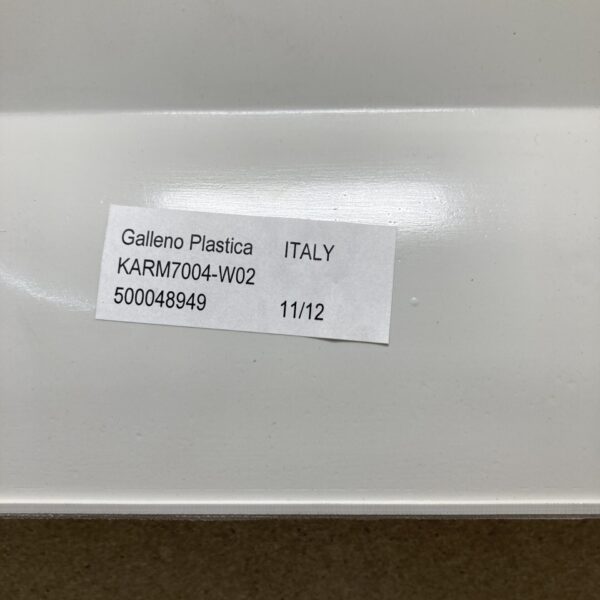 Galleno Plastica ITALY
KARM7004-W02
500048949 11/12